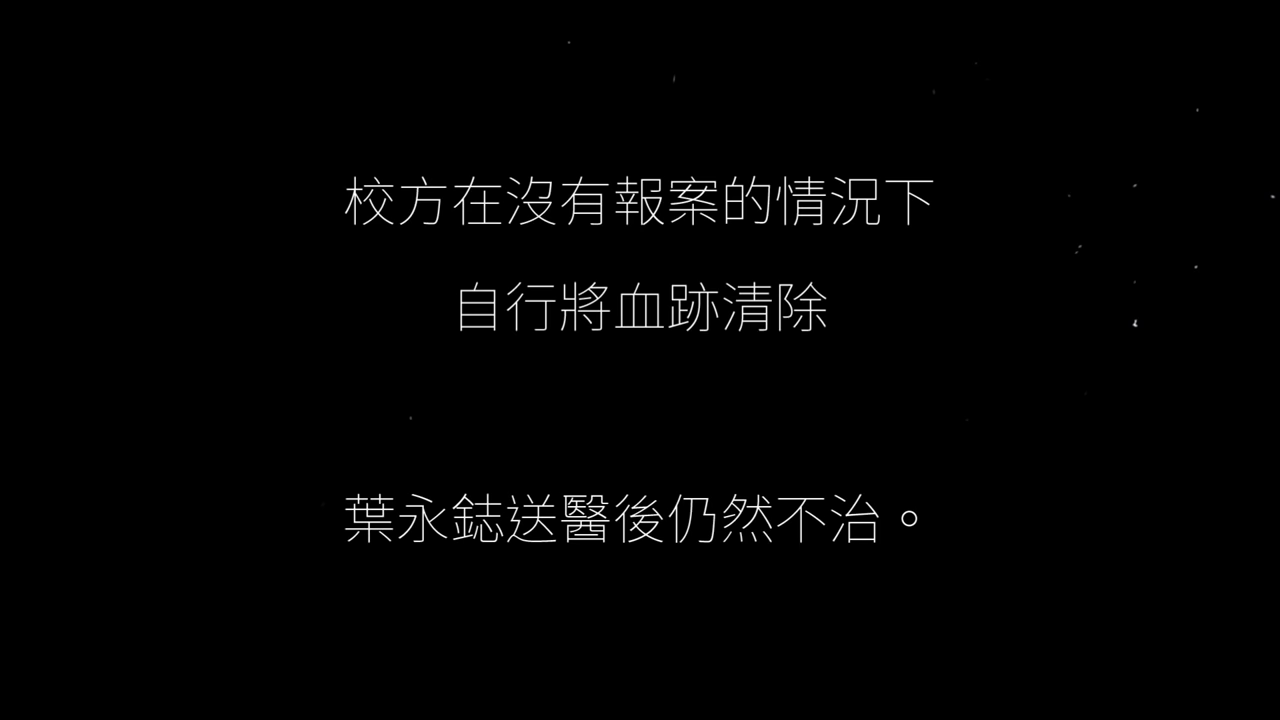 校方在沒有報案的情況下
自行將血跡清除
葉永鋕送醫後仍然不治。